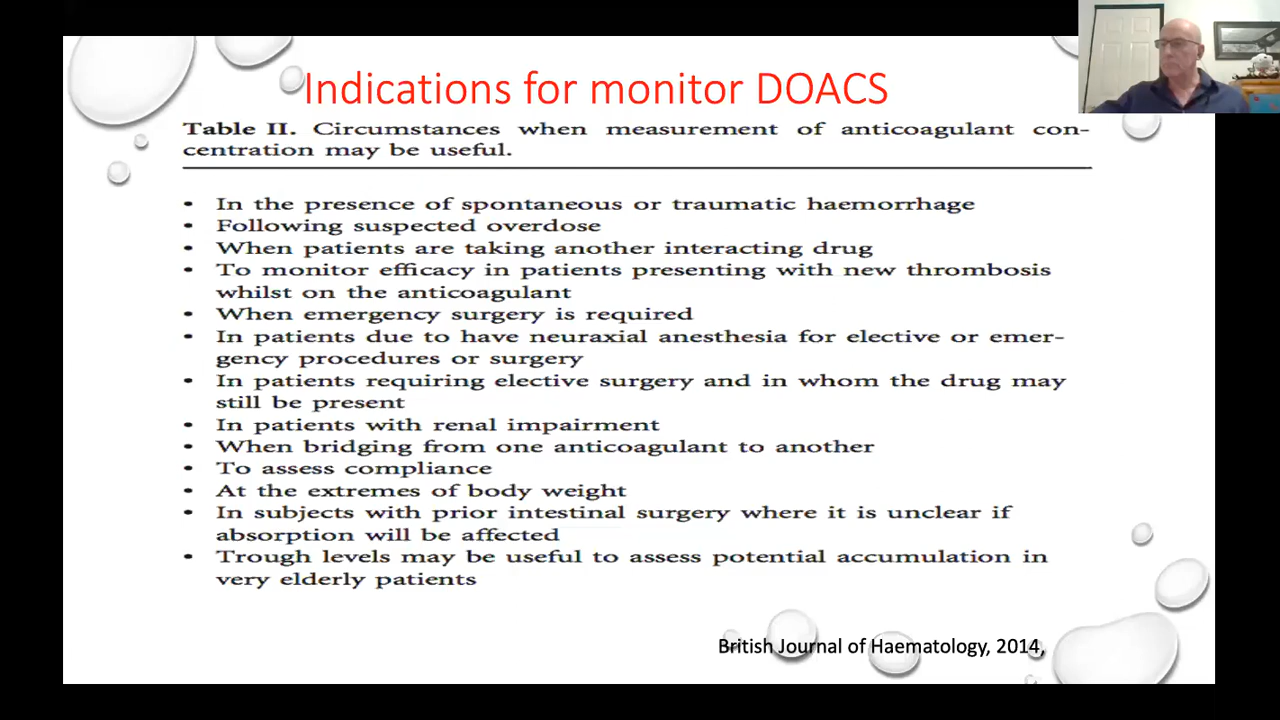 Indications for monitor DOACS
Table II. Circumstances when measurement of anticoagulant con-
centration may be useful.
• In the presence of spontaneous or traumatic haemorrhage
• Following suspected overdose
• When patients are taking another interacting drug
• To monitor efficacy in patients presenting with new thrombosis
whilst on the anticoagulant
• When emergency surgery is required
• In patients due to have neuraxial anesthesia for elective or emer-
gency procedures or surgery
• In patients requiring elective surgery and in whom the drug may
still be present
• In patients with renal impairment
• When bridging from one anticoagulant to another
• To assess compliance
• At the extremes of body weight
• In subjects with prior intestinal surgery where it is unclear if
absorption will be affected
• Trough levels may be useful to assess potential accumulation in
very elderly patients
British Journal of Haematology, 2014,